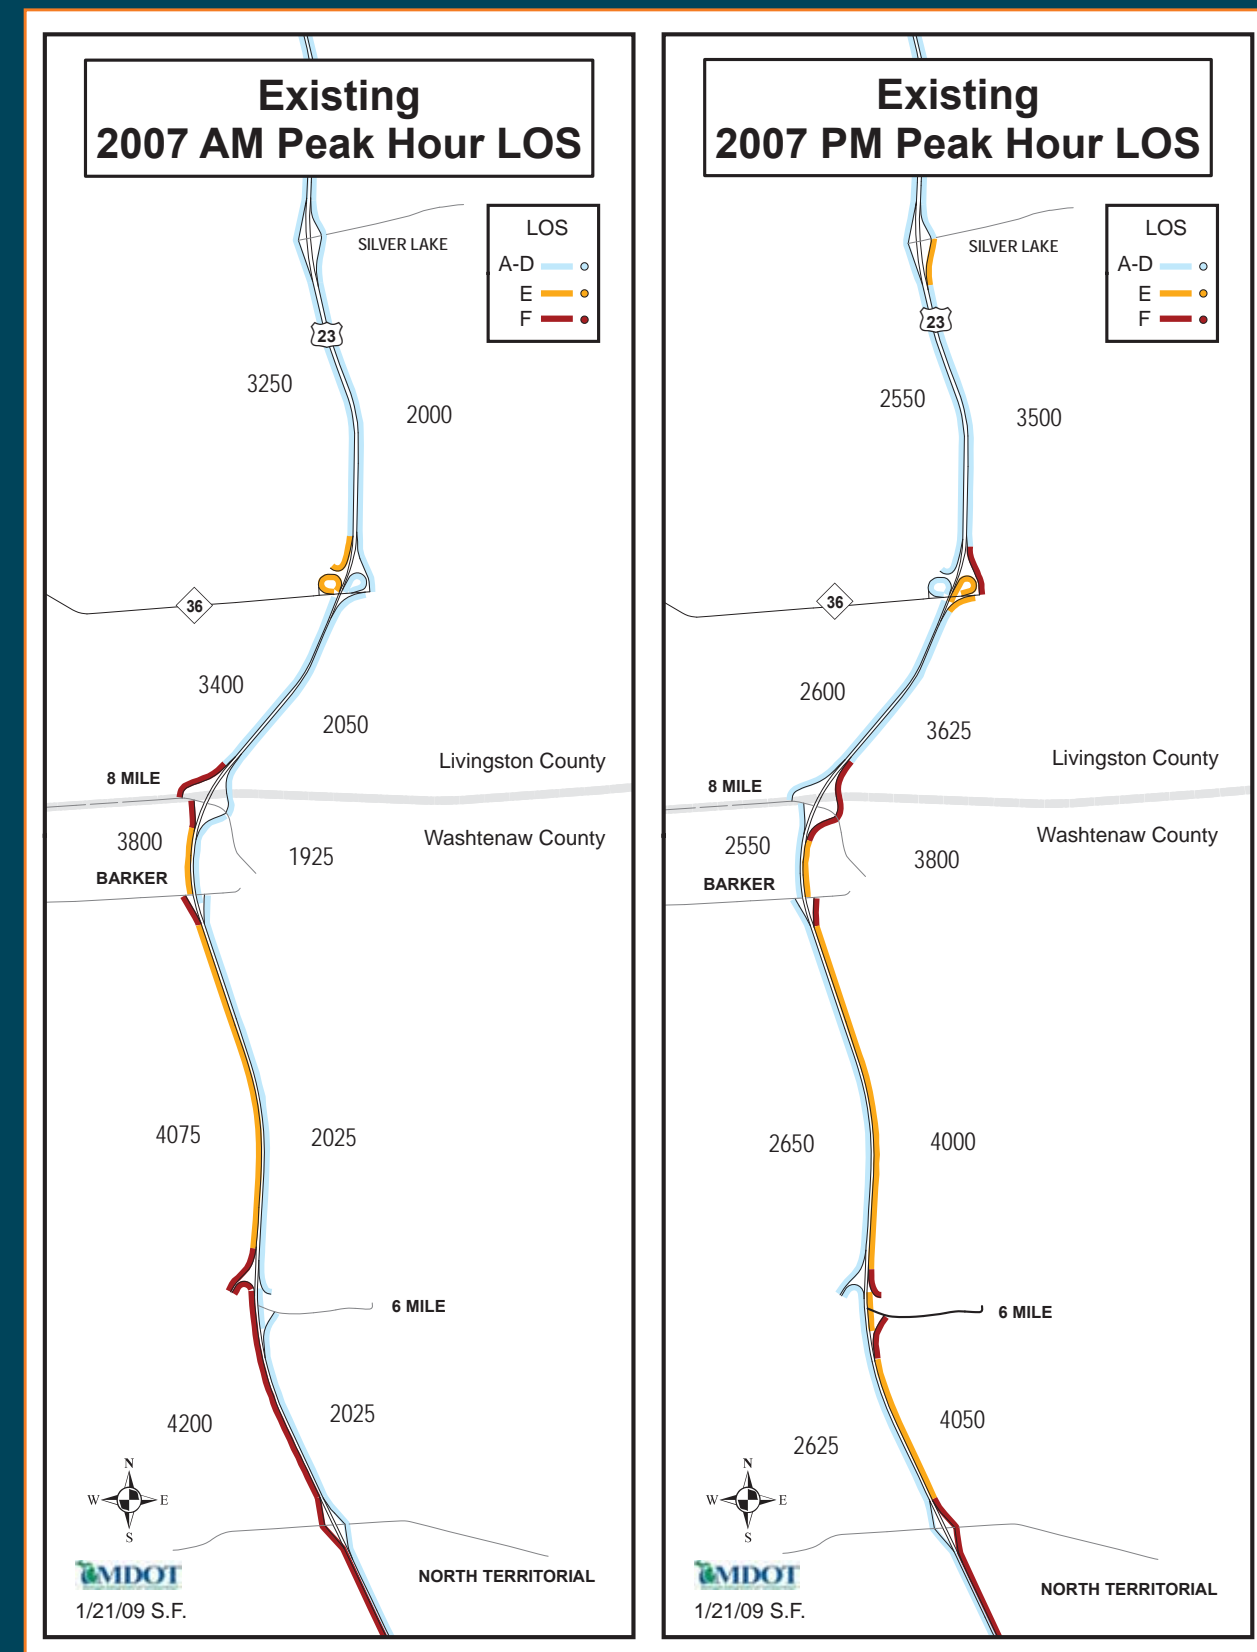 Existing
2007 AM Peak Hour LOS
SILVER LAKE
LOS
A-D
E
F
23
3250
2000
36
3400
2050
Livingston County
8 MILE
3800
1925
Washtenaw County
BARKER
4075
2025
6 MILE
4200
2025
N
W E
S
NORTH TERRITORIAL
MDOT
1/21/09 S.F.
Existing
2007 PM Peak Hour LOS
SILVER LAKE
LOS
A-D
E
F
23
2550
3500
36
2600
3625
Livingston County
8 MILE
2550
3800
Washtenaw County
BARKER
2650
4000
6 MILE
2625
4050
N
W E
S
NORTH TERRITORIAL
MDOT
1/21/09 S.F.